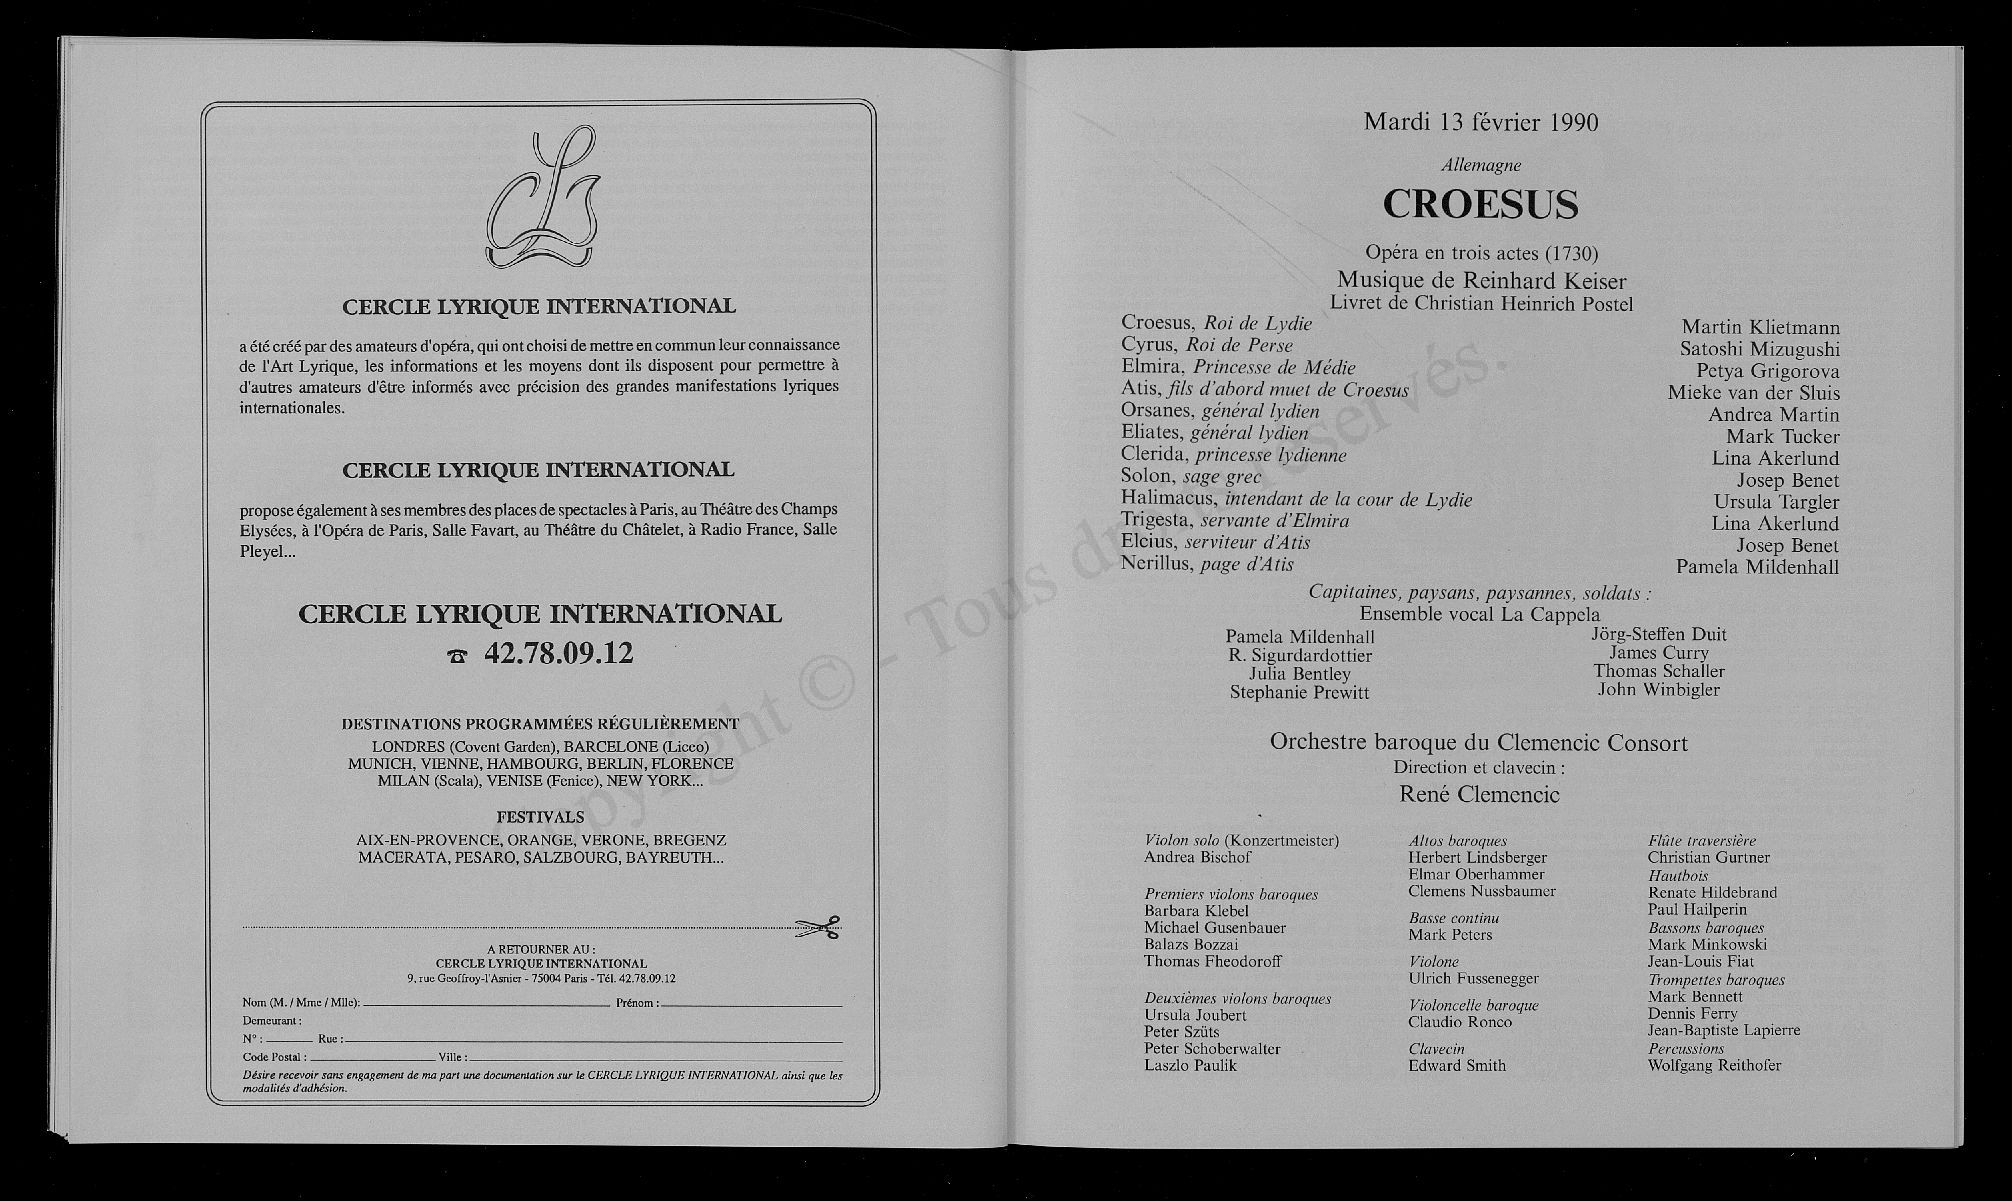 CERCLE LYRIQUE INTERNATIONAL
a été créé par des amateurs d'opéra, qui ont choisi de mettre en commun leur connaissance
de l'Art Lyrique, les informations et les moyens dont ils disposent pour permettre à
d'autres amateurs d'être informés avec précision des grandes manifestations lyriques
internationales.
CERCLE LYRIQUE INTERNATIONAL
propose également à ses membres des places de spectacles à Paris, au Théâtre des Champs
Elysées, à l'Opéra de Paris, Salle Favart, au Théâtre du Châtelet, à Radio France, Salle
Pleyel...
CERCLE LYRIQUE INTERNATIONAL
☎ 42.78.09.12
DESTINATIONS PROGRAMMÉES RÉGULIÈREMENT
LONDRES (Covent Garden), BARCELONE (Liceo)
MUNICH, VIENNE, HAMBOURG, BERLIN, FLORENCE
MILAN (Scala), VENISE (Fenice), NEW YORK...
FESTIVALS
AIX-EN-PROVENCE, ORANGE, VERONE, BREGENZ
MACERATA, PESARO, SALZBOURG, BAYREUTH...
A RETOURNER AU :
CERCLE LYRIQUE INTERNATIONAL
9, rue Geoffroy-l'Asnier - 75004 Paris - Tél. 42.78.09.12
Nom (M. / Mme / Mlle): Prénom :
Demeurant :
N° : Rue :
Code Postal : Ville :
Désire recevoir sans engagement de ma part une documentation sur le CERCLE LYRIQUE INTERNATIONAL ainsi que les
modalités d'adhésion.
Mardi 13 février 1990
Allemagne
CROESUS
Opéra en trois actes (1730)
Musique de Reinhard Keiser
Livret de Christian Heinrich Postel
Croesus, Roi de Lydie Martin Klietmann
Cyrus, Roi de Perse Satoshi Mizugushi
Elmira, Princesse de Médie Petya Grigorova
Atis, fils d'abord muet de Croesus Mieke van der Sluis
Orsanes, général lydien Andrea Martin
Eliates, général lydien Mark Tucker
Clerida, princesse lydienne Lina Akerlund
Solon, sage grec Josep Benet
Halimacus, intendant de la cour de Lydie Ursula Targler
Trigesta, servante d'Elmira Lina Akerlund
Elcius, serviteur d'Atis Josep Benet
Nerillus, page d'Atis Pamela Mildenhall
Capitaines, paysans, paysannes, soldats :
Ensemble vocal La Cappela
Pamela Mildenhall Jörg-Steffen Duit
R. Sigurdardottier James Curry
Julia Bentley Thomas Schaller
Stephanie Prewitt John Winbigler
Orchestre baroque du Clemencic Consort
Direction et clavecin :
René Clemencic
Violon solo (Konzertmeister)
Andrea Bischof
Premiers violons baroques
Barbara Klebel
Michael Gusenbauer
Balazs Bozzai
Thomas Fheodoroff
Deuxièmes violons baroques
Ursula Joubert
Peter Szüts
Peter Schoberwalter
Laszlo Paulik
Altos baroques
Herbert Lindsberger
Elmar Oberhammer
Clemens Nussbaumer
Basse continu
Mark Peters
Violone
Ulrich Fussenegger
Violoncelle baroque
Claudio Ronco
Clavecin
Edward Smith
Flûte traversière
Christian Gurtner
Hautbois
Renate Hildebrand
Paul Hailperin
Bassons baroques
Mark Minkowski
Jean-Louis Fiat
Trompettes baroques
Mark Bennett
Dennis Ferry
Jean-Baptiste Lapierre
Percussions
Wolfgang Reithofer
Copyright © - Tous droits réservés.